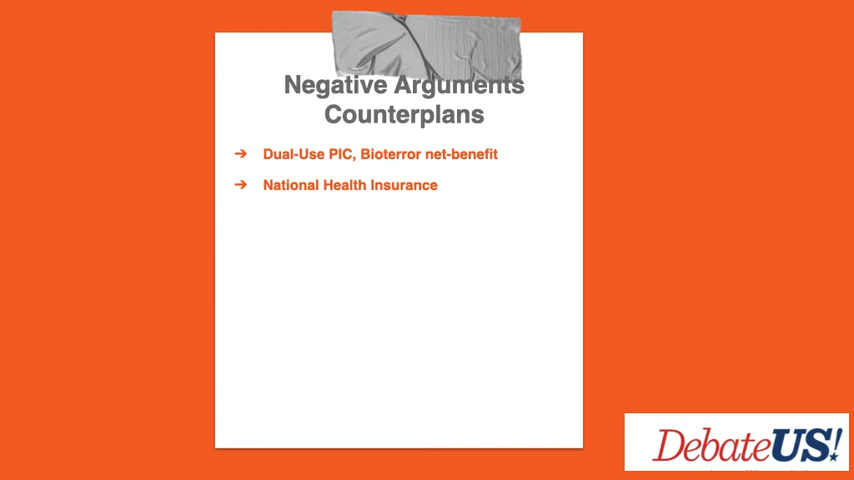 Negative Arguments
Counterplans
➔ Dual-Use PIC, Bioterror net-benefit
➔ National Health Insurance
DebateUS!